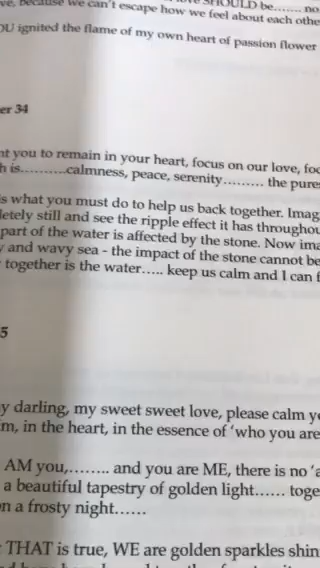 ve, because we can't escape how we feel about each othe
OU ignited the flame of my own heart of passion flower
er 34
nt you to remain in your heart, focus on our love, foc
h is..........calmness, peace, serenity......... the pures
s what you must do to help us back together. Imag
letely still and see the ripple effect it has throughou
part of the water is affected by the stone. Now ima
y and wavy sea - the impact of the stone cannot be
together is the water..... keep us calm and I can f
5
y darling, my sweet sweet love, please calm y
m, in the heart, in the essence of 'who you are
AM you,........ and you are ME, there is no 'a
a beautiful tapestry of golden light...... toge
n a frosty night......
THAT is true, WE are golden sparkles shin